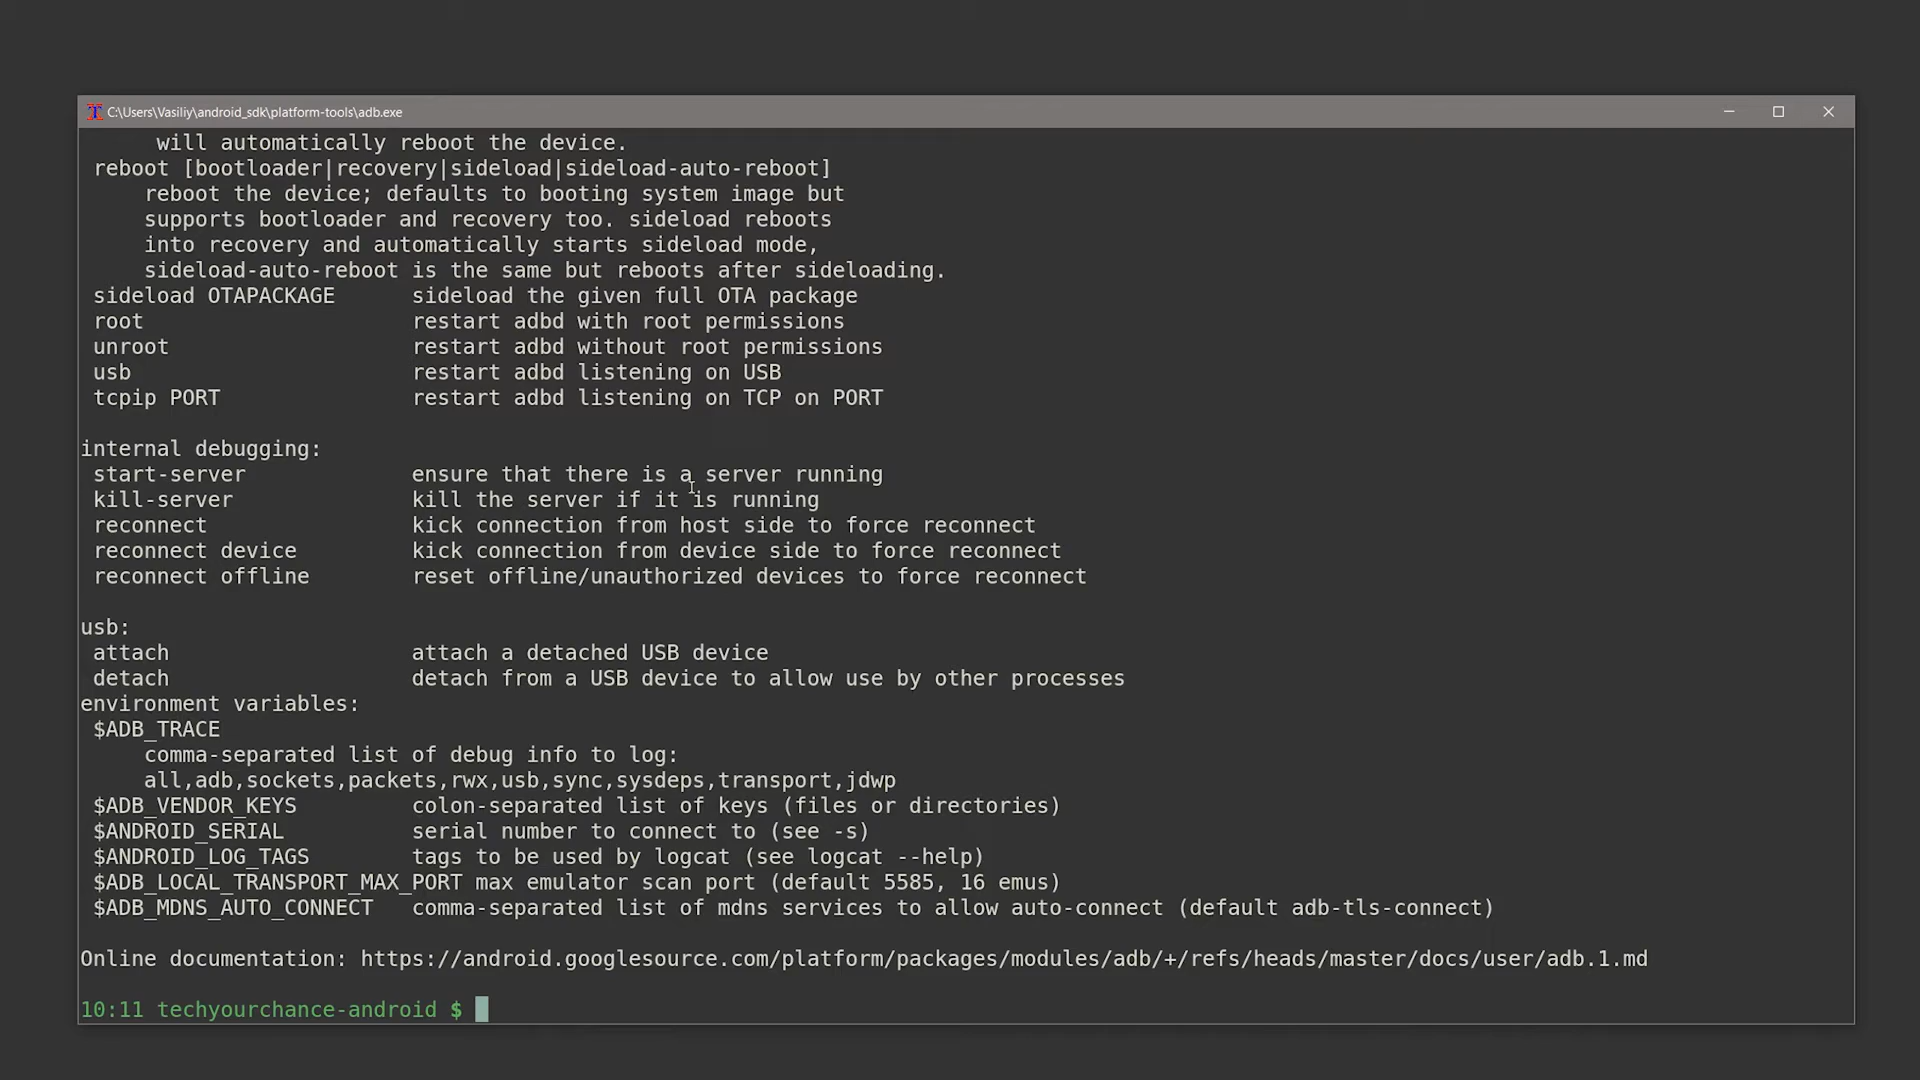 C:\Users\Vasiliy\android_sdk\platform-tools\adb.exe
will automatically reboot the device.
reboot [bootloader|recovery|sideload|sideload-auto-reboot]
reboot the device; defaults to booting system image but
supports bootloader and recovery too. sideload reboots
into recovery and automatically starts sideload mode,
sideload-auto-reboot is the same but reboots after sideloading.
sideload OTAPACKAGE sideload the given full OTA package
root restart adbd with root permissions
unroot restart adbd without root permissions
usb restart adbd listening on USB
tcpip PORT restart adbd listening on TCP on PORT
internal debugging:
start-server ensure that there is a server running
kill-server kill the server if it is running
reconnect kick connection from host side to force reconnect
reconnect device kick connection from device side to force reconnect
reconnect offline reset offline/unauthorized devices to force reconnect
usb:
attach attach a detached USB device
detach detach from a USB device to allow use by other processes
environment variables:
$ADB_TRACE
comma-separated list of debug info to log:
all,adb,sockets,packets,rwx,usb,sync,sysdeps,transport,jdwp
$ADB_VENDOR_KEYS colon-separated list of keys (files or directories)
$ANDROID_SERIAL serial number to connect to (see -s)
$ANDROID_LOG_TAGS tags to be used by logcat (see logcat --help)
$ADB_LOCAL_TRANSPORT_MAX_PORT max emulator scan port (default 5585, 16 emus)
$ADB_MDNS_AUTO_CONNECT comma-separated list of mdns services to allow auto-connect (default adb-tls-connect)
Online documentation: https://android.googlesource.com/platform/packages/modules/adb/+/refs/heads/master/docs/user/adb.1.md
10:11 techyourchance-android $